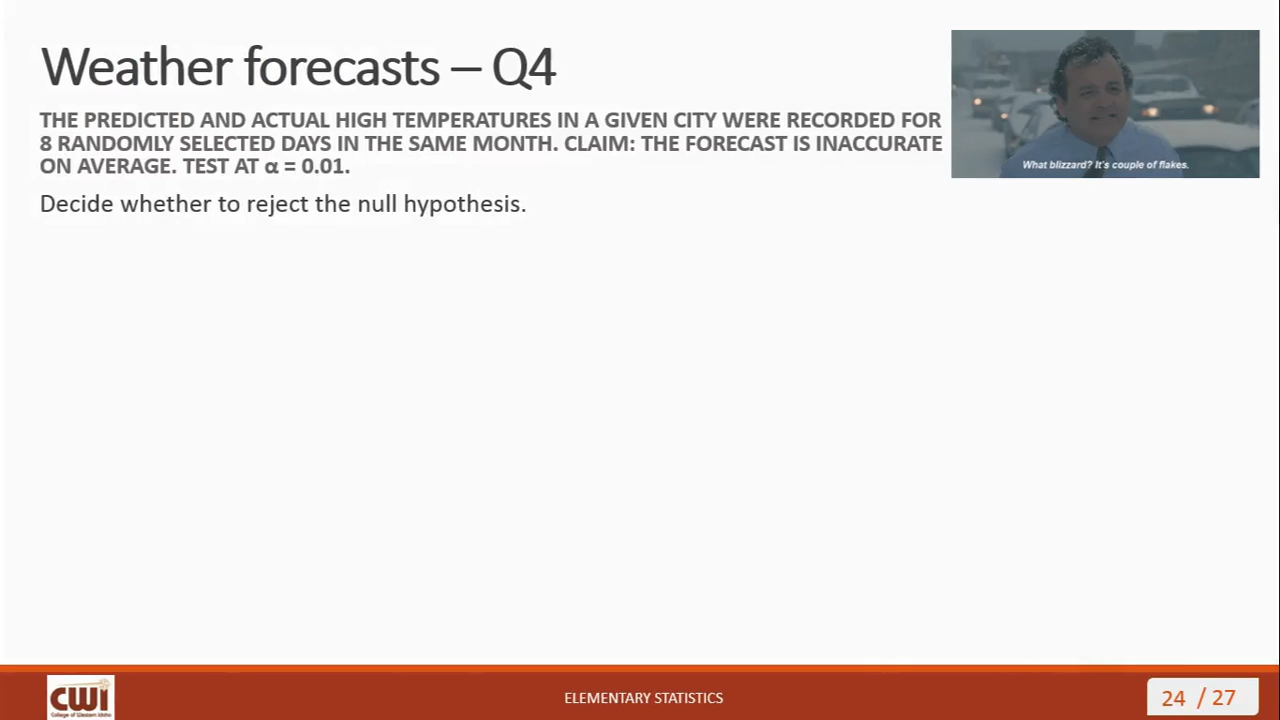 Weather forecasts – Q4
THE PREDICTED AND ACTUAL HIGH TEMPERATURES IN A GIVEN CITY WERE RECORDED FOR
8 RANDOMLY SELECTED DAYS IN THE SAME MONTH. CLAIM: THE FORECAST IS INACCURATE
ON AVERAGE. TEST AT α = 0.01.
What blizzard? It's couple of flakes.
Decide whether to reject the null hypothesis.
CWI
College of Western Idaho
ELEMENTARY STATISTICS
24 / 27